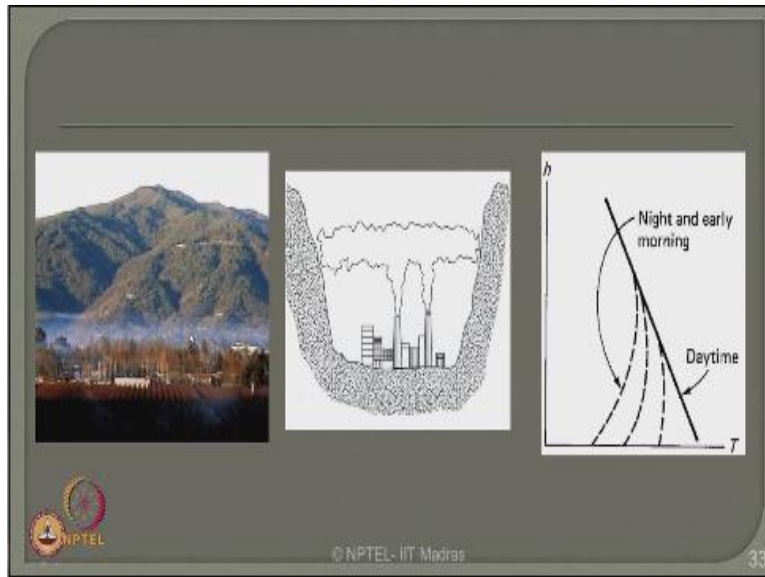 h
Night and early
morning
Daytime
T
NPTEL
© NPTEL- IIT Madras
33